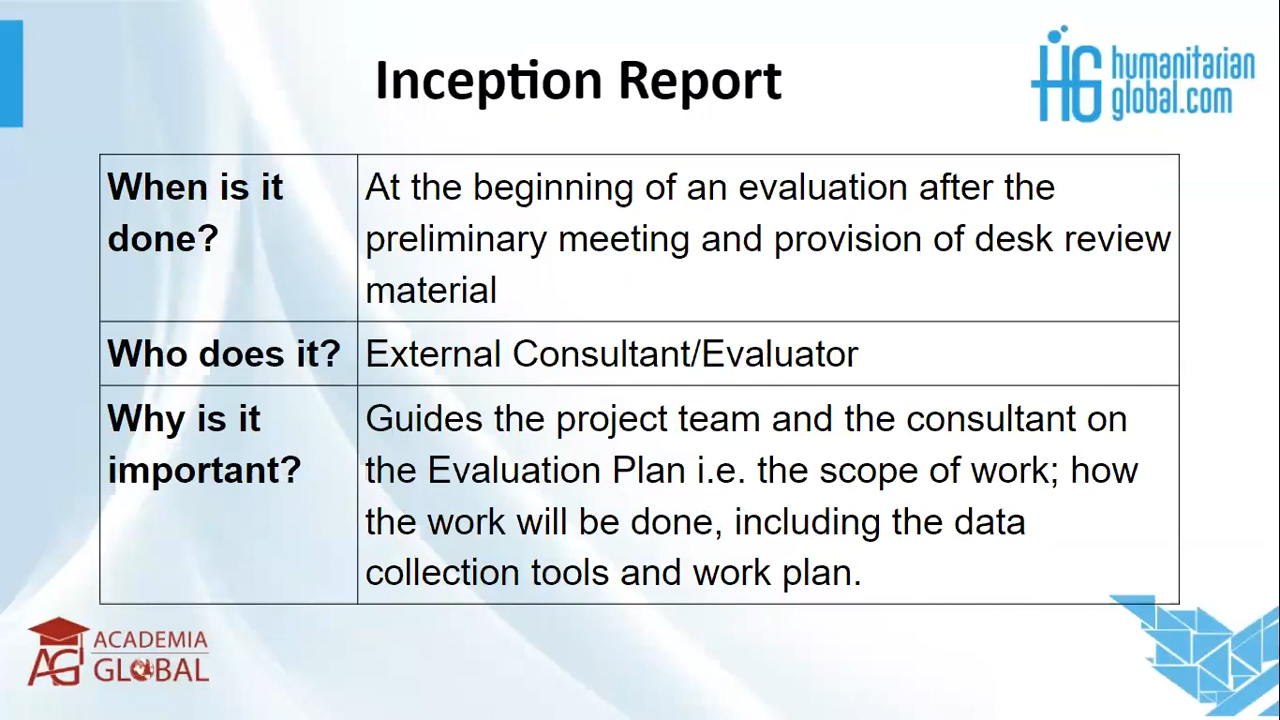 Inception Report
humanitarian
global.com
When is it
done?
At the beginning of an evaluation after the
preliminary meeting and provision of desk review
material
Who does it?
External Consultant/Evaluator
Why is it
important?
Guides the project team and the consultant on
the Evaluation Plan i.e. the scope of work; how
the work will be done, including the data
collection tools and work plan.
AG
ACADEMIA
GLOBAL